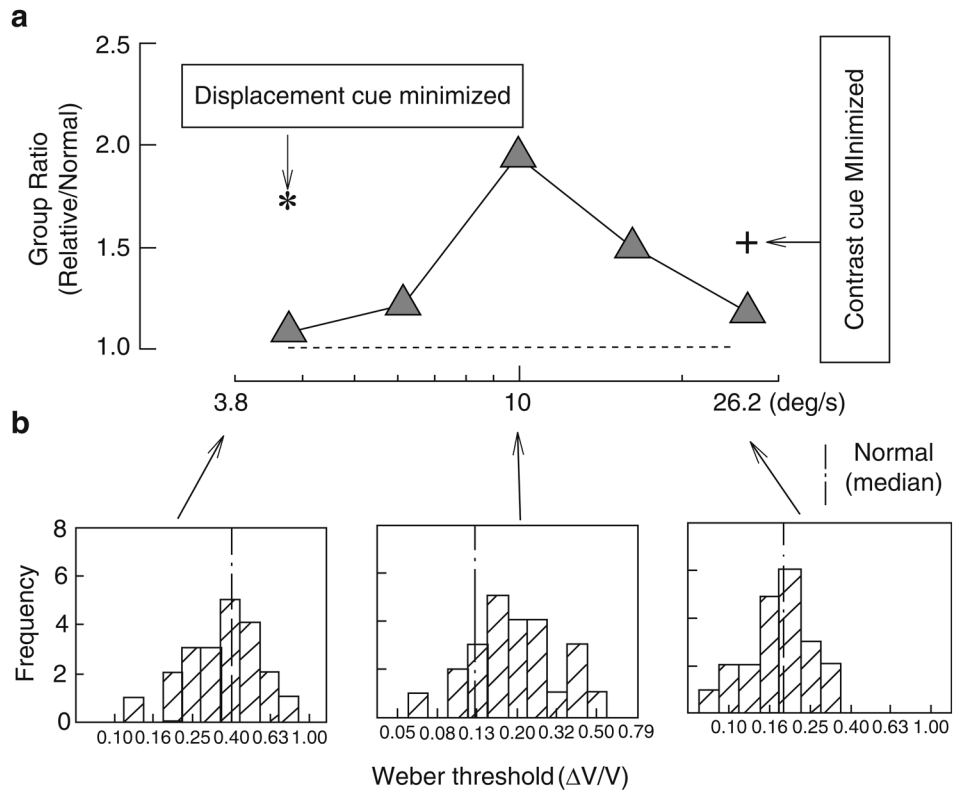 a
2.5
2.0
1.5
1.0
Group Ratio
(Relative/Normal)
Displacement cue minimized
*
+
Contrast cue MInimized
3.8 10 26.2 (deg/s)
b
Normal
(median)
8
6
4
2
0
Frequency
0.10 0.16 0.25 0.40 0.63 1.00
0.05 0.08 0.13 0.20 0.32 0.50 0.79
0.10 0.16 0.25 0.40 0.63 1.00
Weber threshold (ΔV/V)